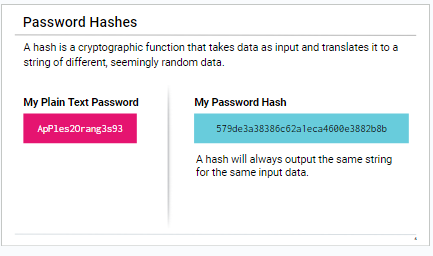 Password Hashes
A hash is a cryptographic function that takes data as input and translates it to a
string of different, seemingly random data.
My Plain Text Password
ApPles2Orang3s93
My Password Hash
579de3a38386c62a1eca4600e3882b8b
A hash will always output the same string
for the same input data.